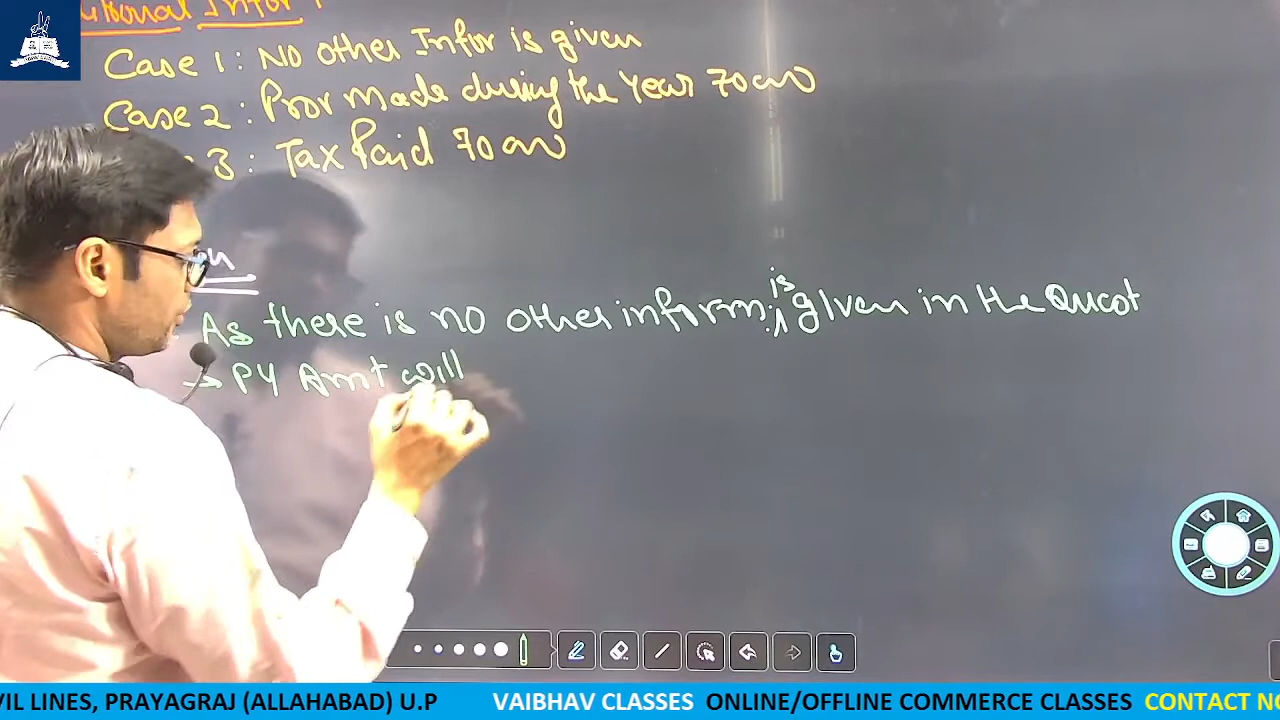 Infor
Case 1 : No other Infor is given
Case 2 : Prov made during the Year 70000
3 : Tax Paid 70000
As there is no other inform: is given in the Quest
→ PY Amt will
VIL LINES, PRAYAGRAJ (ALLAHABAD) U.P VAIBHAV CLASSES ONLINE/OFFLINE COMMERCE CLASSES CONTACT NO